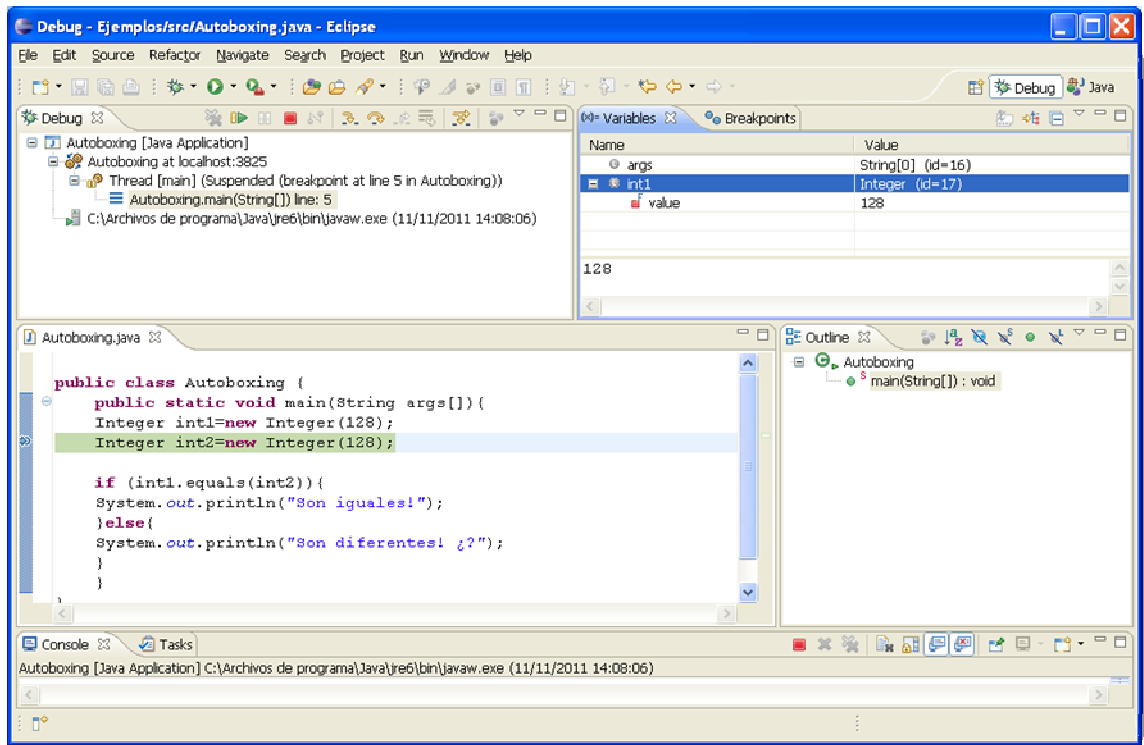 Debug - Ejemplos/src/Autoboxing.java - Eclipse
File Edit Source Refactor Navigate Search Project Run Window Help
Debug Java
Debug
Autoboxing [Java Application]
Autoboxing at localhost:3825
Thread [main] (Suspended (breakpoint at line 5 in Autoboxing))
Autoboxing.main(String[]) line: 5
C:\Archivos de programa\Java\jre6\bin\javaw.exe (11/11/2011 14:08:06)
(x)= Variables Breakpoints
Name Value
args String[0] (id=16)
int1 Integer (id=17)
value 128
128
Autoboxing.java
public class Autoboxing {
public static void main(String args[]){
Integer int1=new Integer(128);
Integer int2=new Integer(128);
if (int1.equals(int2)){
System.out.println("Son iguales!");
}else{
System.out.println("Son diferentes! ¿?");
}
}
Outline
Autoboxing
main(String[]) : void
Console Tasks
Autoboxing [Java Application] C:\Archivos de programa\Java\jre6\bin\javaw.exe (11/11/2011 14:08:06)